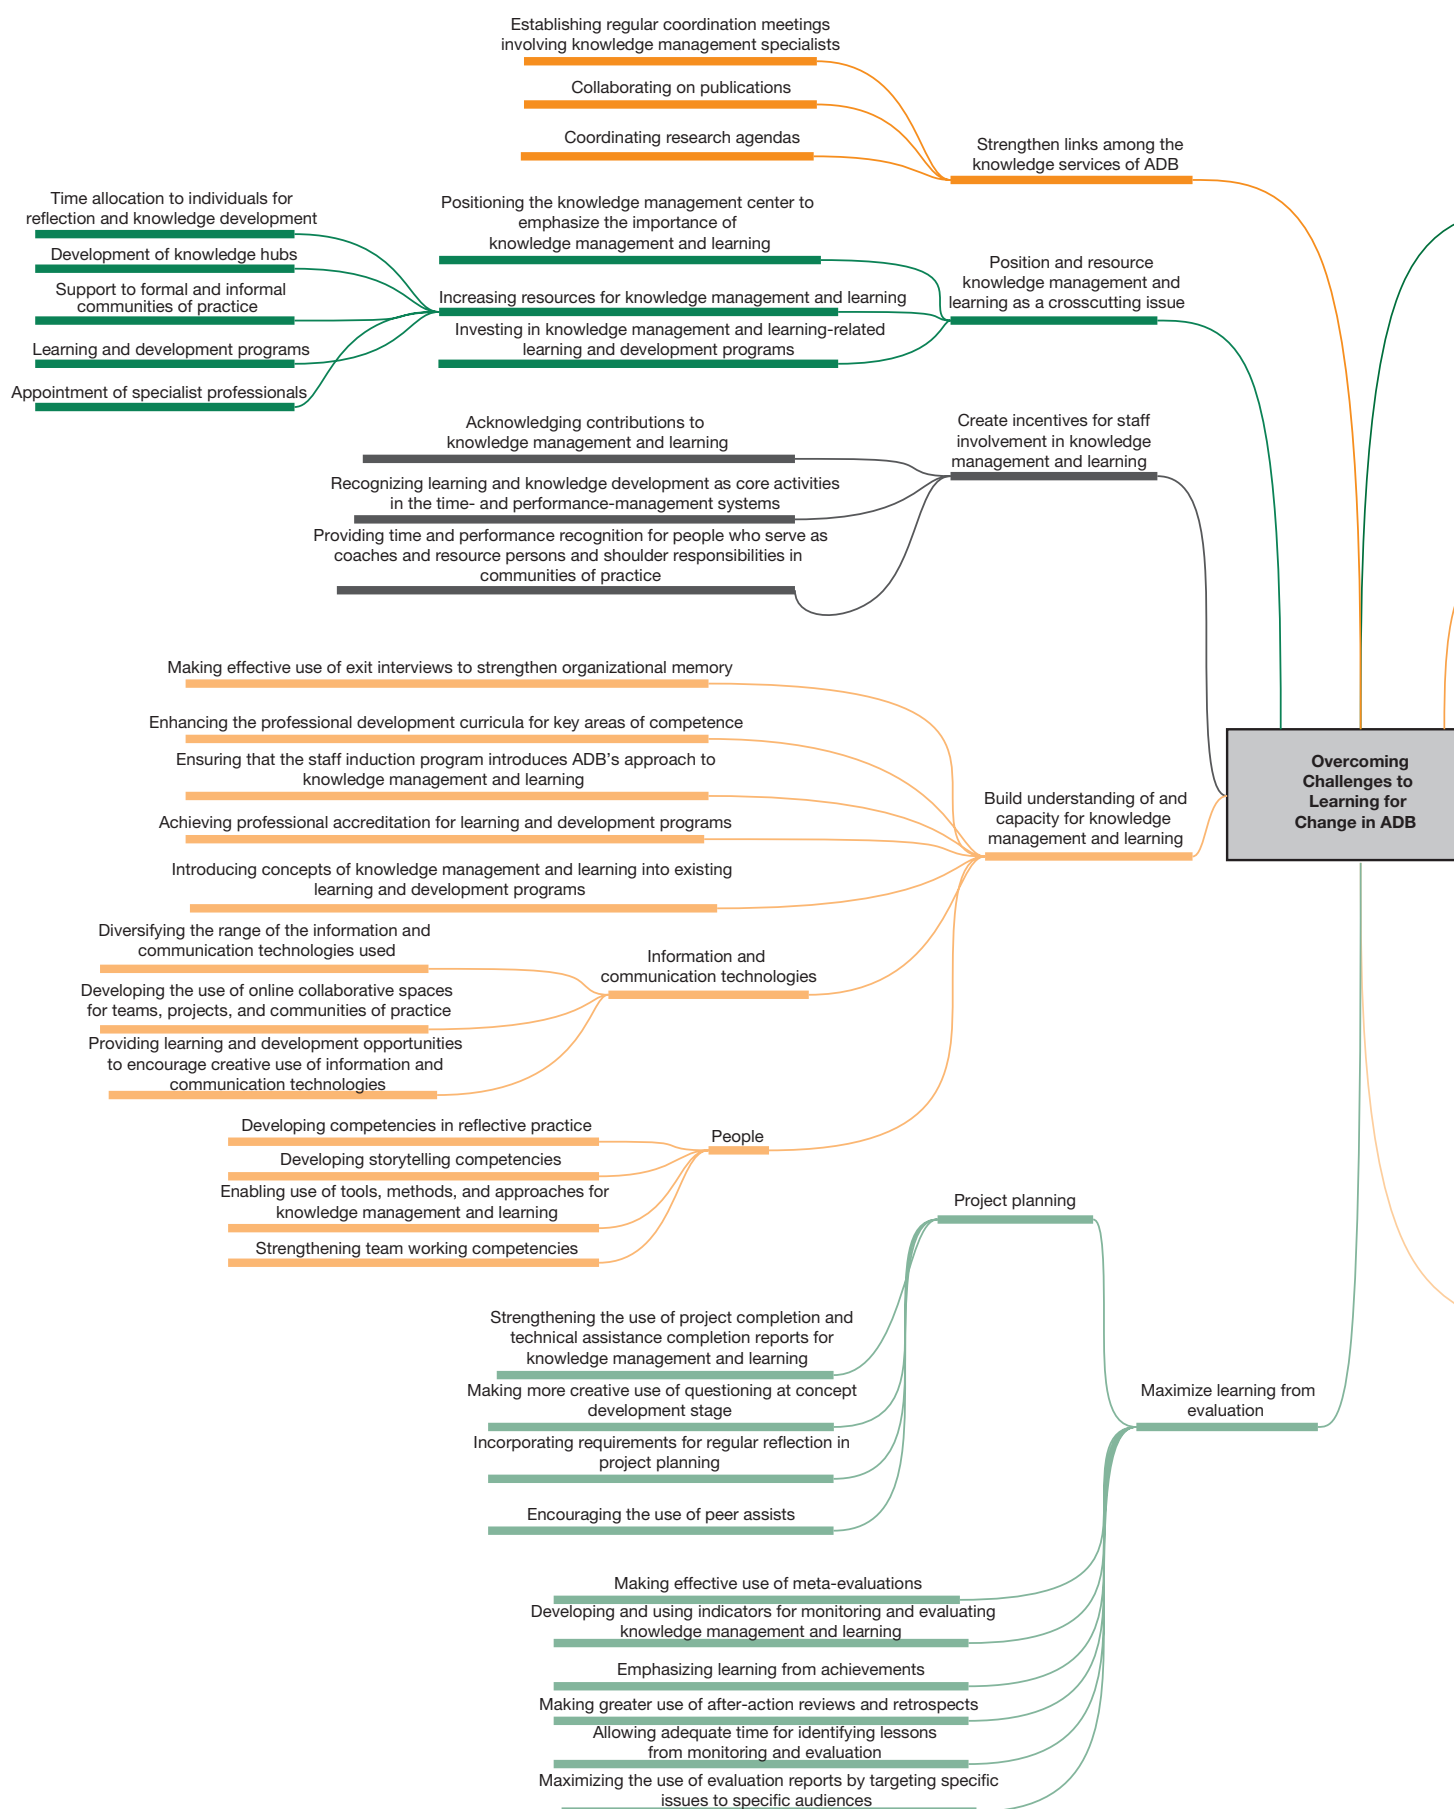 Establishing regular coordination meetings
involving knowledge management specialists
Collaborating on publications
Coordinating research agendas
Strengthen links among the
knowledge services of ADB
Time allocation to individuals for
reflection and knowledge development
Development of knowledge hubs
Support to formal and informal
communities of practice
Learning and development programs
Appointment of specialist professionals
Positioning the knowledge management center to
emphasize the importance of
knowledge management and learning
Increasing resources for knowledge management and learning
Investing in knowledge management and learning-related
learning and development programs
Position and resource
knowledge management and
learning as a crosscutting issue
Acknowledging contributions to
knowledge management and learning
Recognizing learning and knowledge development as core activities
in the time- and performance-management systems
Providing time and performance recognition for people who serve as
coaches and resource persons and shoulder responsibilities in
communities of practice
Create incentives for staff
involvement in knowledge
management and learning
Making effective use of exit interviews to strengthen organizational memory
Enhancing the professional development curricula for key areas of competence
Ensuring that the staff induction program introduces ADB's approach to
knowledge management and learning
Achieving professional accreditation for learning and development programs
Introducing concepts of knowledge management and learning into existing
learning and development programs
Build understanding of and
capacity for knowledge
management and learning
Overcoming
Challenges to
Learning for
Change in ADB
Diversifying the range of the information and
communication technologies used
Developing the use of online collaborative spaces
for teams, projects, and communities of practice
Providing learning and development opportunities
to encourage creative use of information and
communication technologies
Information and
communication technologies
Developing competencies in reflective practice
Developing storytelling competencies
Enabling use of tools, methods, and approaches for
knowledge management and learning
Strengthening team working competencies
People
Project planning
Strengthening the use of project completion and
technical assistance completion reports for
knowledge management and learning
Making more creative use of questioning at concept
development stage
Incorporating requirements for regular reflection in
project planning
Encouraging the use of peer assists
Maximize learning from
evaluation
Making effective use of meta-evaluations
Developing and using indicators for monitoring and evaluating
knowledge management and learning
Emphasizing learning from achievements
Making greater use of after-action reviews and retrospects
Allowing adequate time for identifying lessons
from monitoring and evaluation
Maximizing the use of evaluation reports by targeting specific
issues to specific audiences